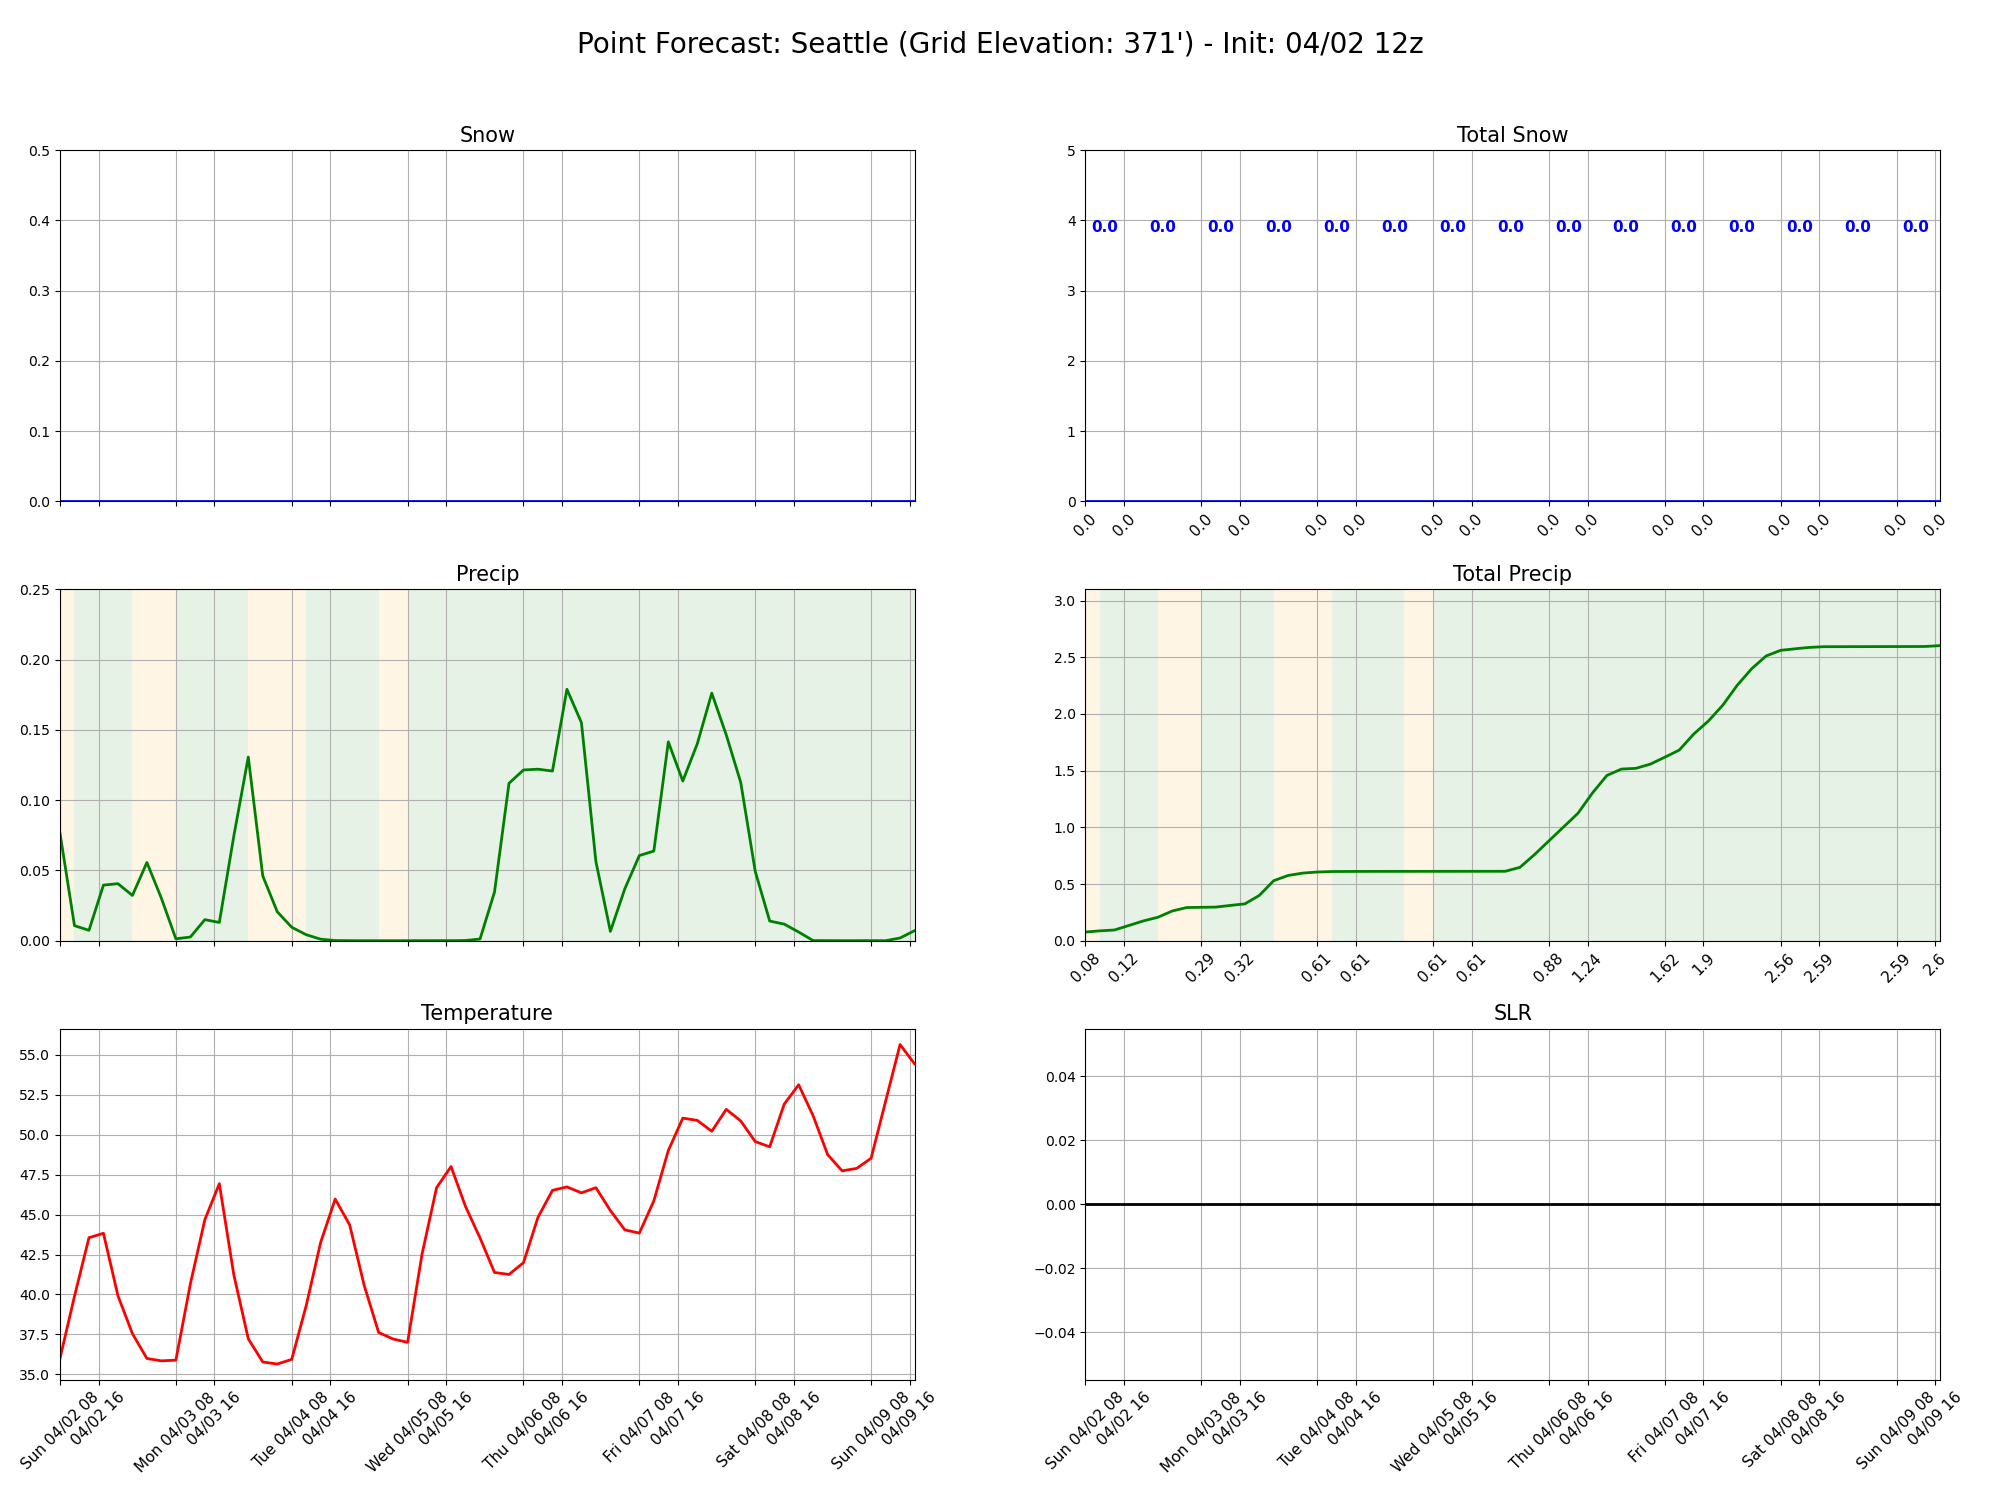 Point Forecast: Seattle (Grid Elevation: 371') - Init: 04/02 12z
Snow
0.5
0.4
0.3
0.2
0.1
0.0
Total Snow
5
4
3
2
1
0
0.0 0.0 0.0 0.0 0.0 0.0 0.0 0.0 0.0 0.0 0.0 0.0 0.0 0.0 0.0
0.0 0.0 0.0 0.0 0.0 0.0 0.0 0.0 0.0 0.0 0.0 0.0 0.0 0.0 0.0 0.0
Precip
0.25
0.20
0.15
0.10
0.05
0.00
Total Precip
3.0
2.5
2.0
1.5
1.0
0.5
0.0
0.08 0.12 0.29 0.32 0.61 0.61 0.61 0.61 0.88 1.24 1.62 1.9 2.56 2.59 2.59 2.6
Temperature
55.0
52.5
50.0
47.5
45.0
42.5
40.0
37.5
35.0
Sun 04/02 08
04/02 16
Mon 04/03 08
04/03 16
Tue 04/04 08
04/04 16
Wed 04/05 08
04/05 16
Thu 04/06 08
04/06 16
Fri 04/07 08
04/07 16
Sat 04/08 08
04/08 16
Sun 04/09 08
04/09 16
SLR
0.04
0.02
0.00
−0.02
−0.04
Sun 04/02 08
04/02 16
Mon 04/03 08
04/03 16
Tue 04/04 08
04/04 16
Wed 04/05 08
04/05 16
Thu 04/06 08
04/06 16
Fri 04/07 08
04/07 16
Sat 04/08 08
04/08 16
Sun 04/09 08
04/09 16